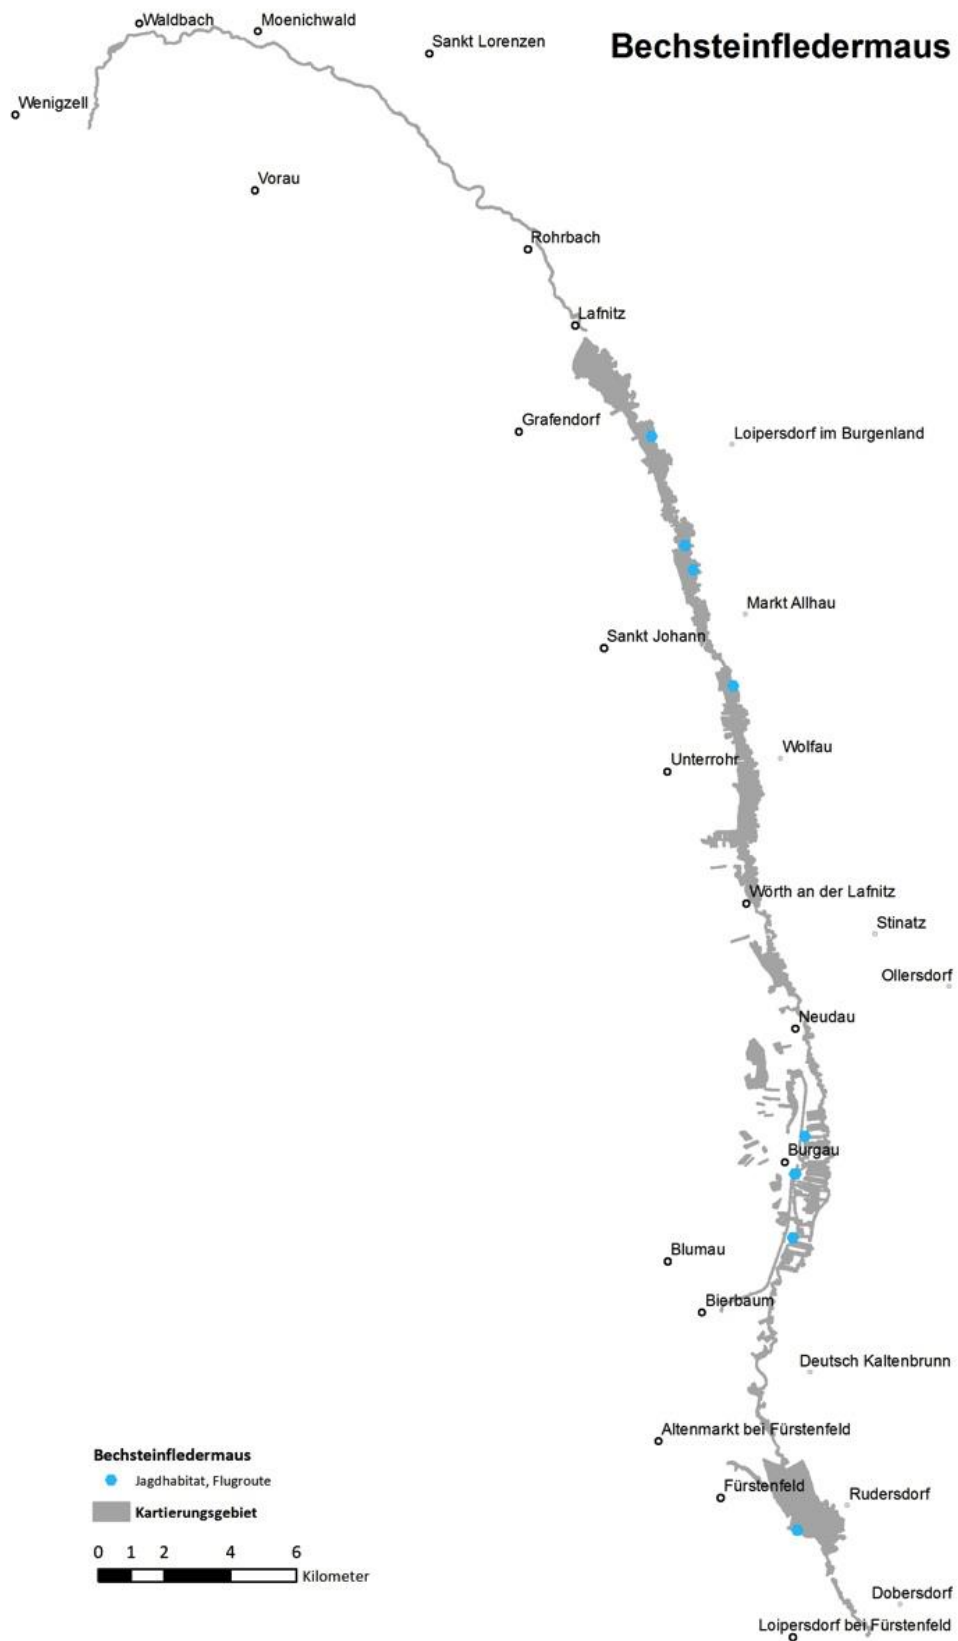 Waldbach
Moenichwald
Sankt Lorenzen
Bechsteinfledermaus
Wenigzell
Vorau
Rohrbach
Lafnitz
Grafendorf
Loipersdorf im Burgenland
Markt Allhau
Sankt Johann
Wolfau
Unterrohr
Wörth an der Lafnitz
Stinatz
Ollersdorf
Neudau
Burgau
Blumau
Bierbaum
Deutsch Kaltenbrunn
Altenmarkt bei Fürstenfeld
Fürstenfeld
Rudersdorf
Dobersdorf
Loipersdorf bei Fürstenfeld
Bechsteinfledermaus
Jagdhabitat, Flugroute
Kartierungsgebiet
0 1 2 4 6
Kilometer